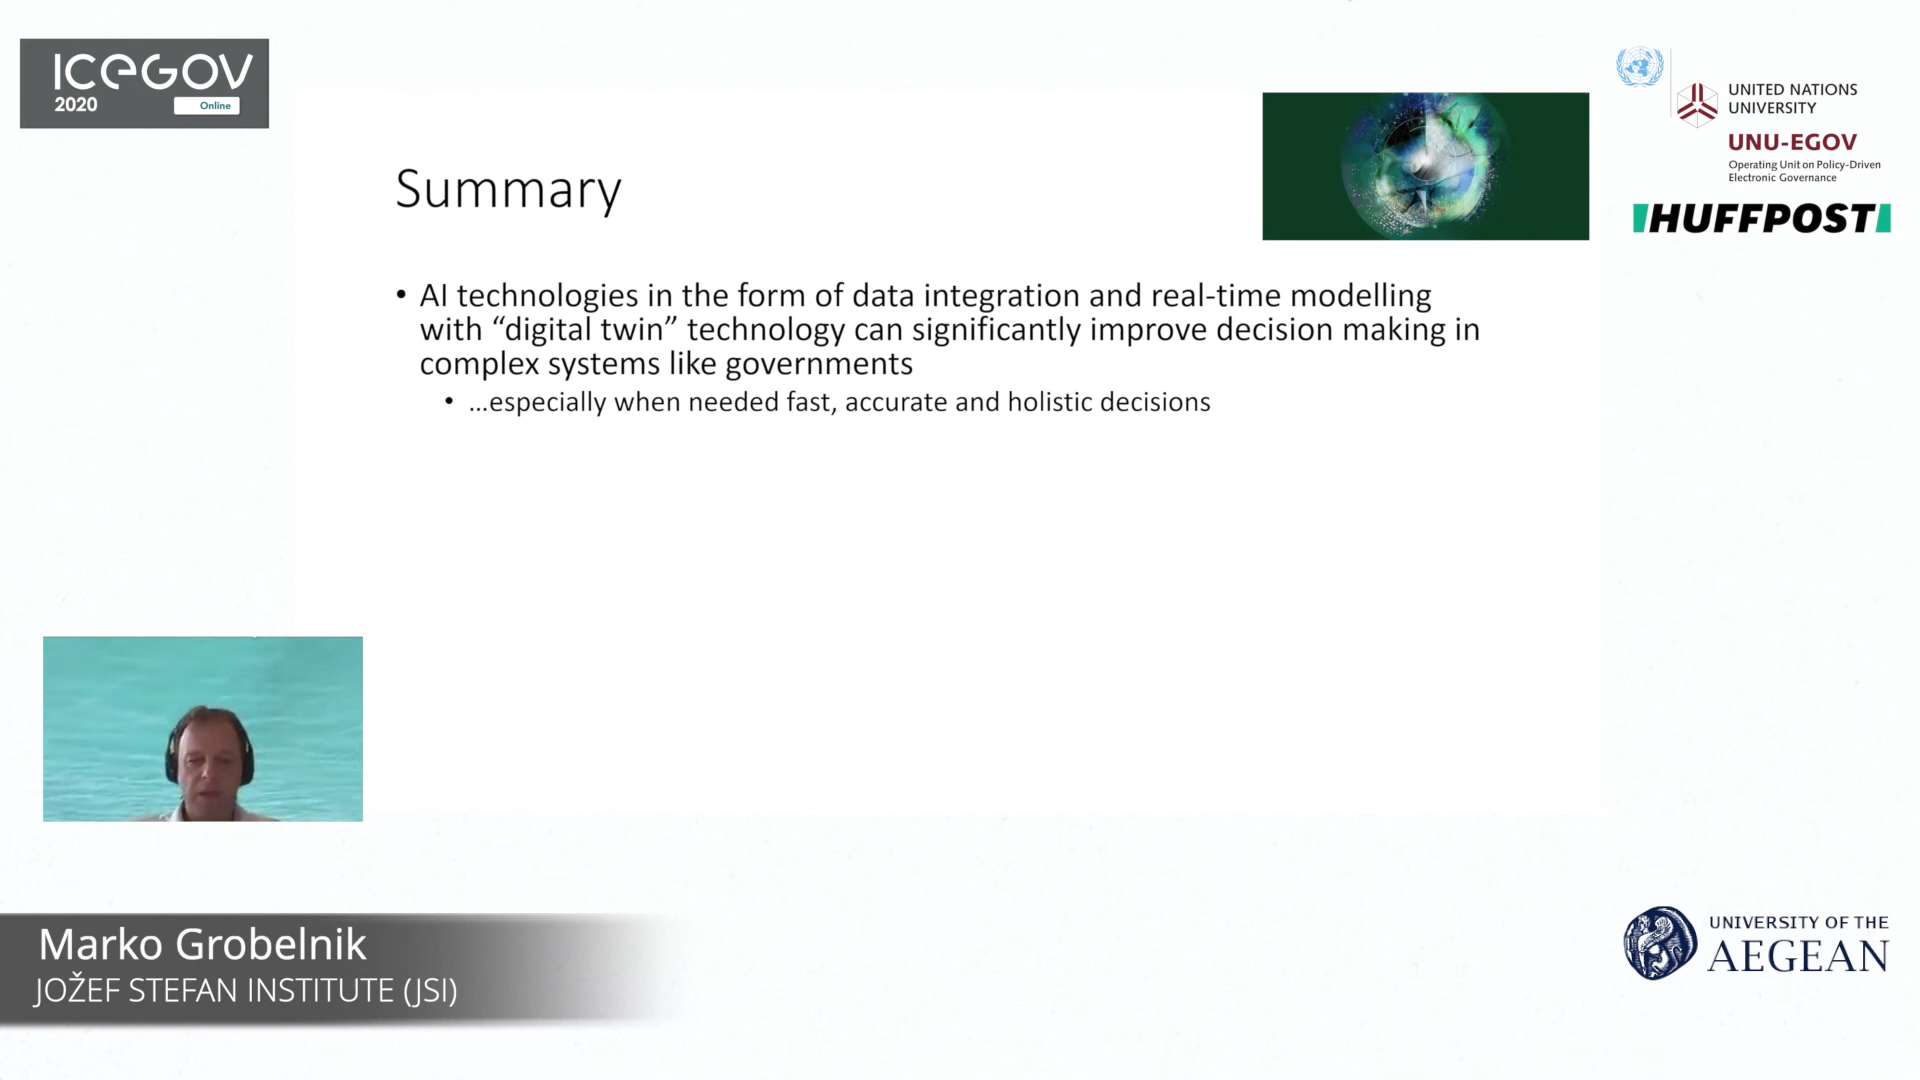 ICEGOV
2020
Online
UNITED NATIONS
UNIVERSITY
UNU-EGOV
Operating Unit on Policy-Driven
Electronic Governance
HUFFPOST
Summary
• AI technologies in the form of data integration and real-time modelling
with “digital twin” technology can significantly improve decision making in
complex systems like governments
• …especially when needed fast, accurate and holistic decisions
Marko Grobelnik
JOŽEF STEFAN INSTITUTE (JSI)
UNIVERSITY OF THE
AEGEAN